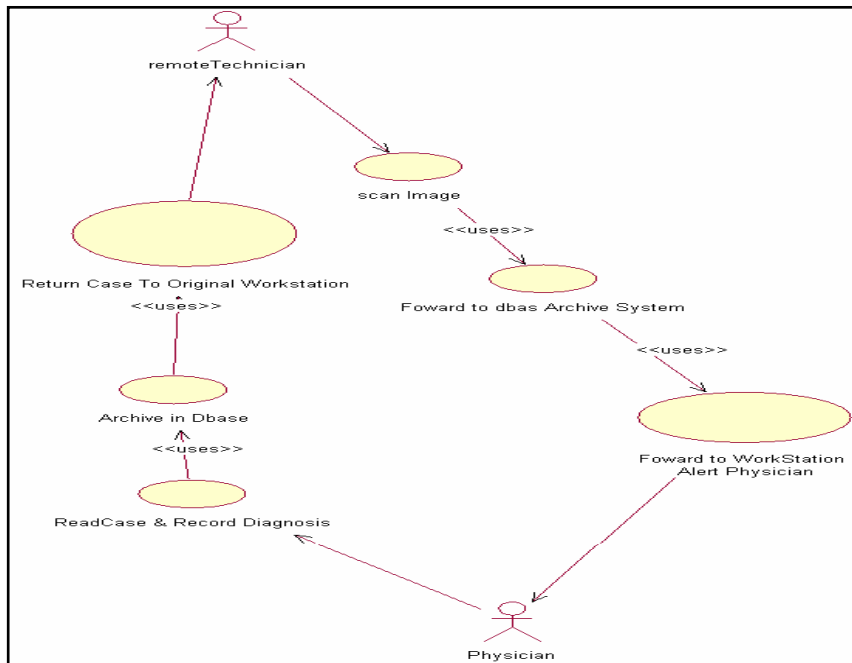 remoteTechnician
scan Image
<<uses>>
Return Case To Original Workstation
<<uses>>
Foward to dbas Archive System
<<uses>>
Archive in Dbase
<<uses>>
Foward to WorkStation
Alert Physician
ReadCase & Record Diagnosis
Physician